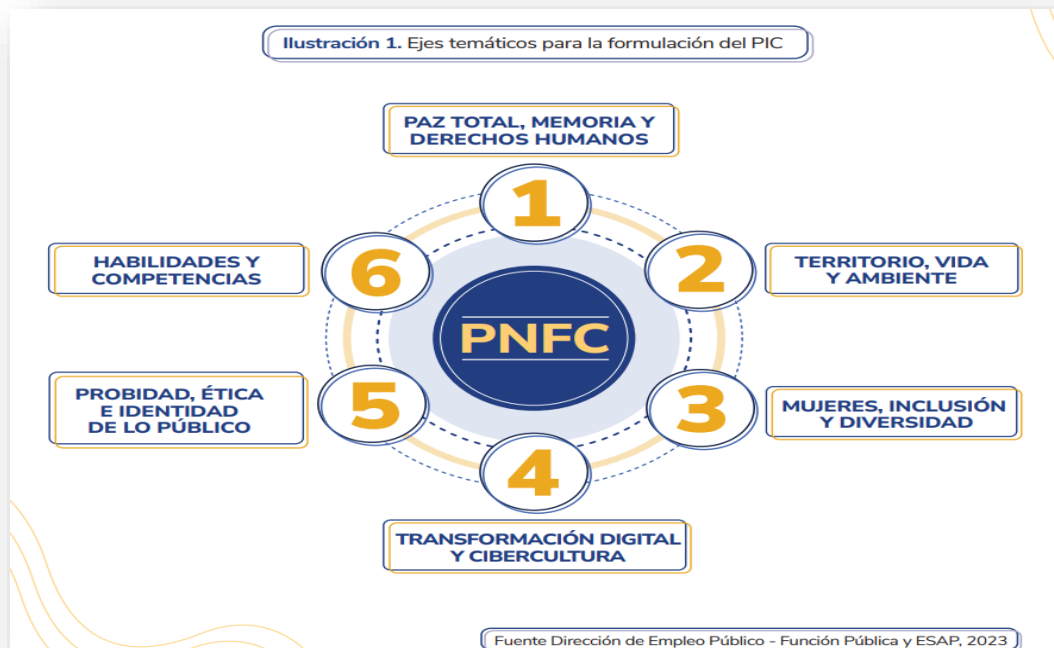 Ilustración 1. Ejes temáticos para la formulación del PIC
PAZ TOTAL, MEMORIA Y
DERECHOS HUMANOS
1
2
TERRITORIO, VIDA
Y AMBIENTE
3
MUJERES, INCLUSIÓN
Y DIVERSIDAD
4
TRANSFORMACIÓN DIGITAL
Y CIBERCULTURA
5
PROBIDAD, ÉTICA
E IDENTIDAD
DE LO PÚBLICO
6
HABILIDADES Y
COMPETENCIAS
PNFC
Fuente Dirección de Empleo Público - Función Pública y ESAP, 2023